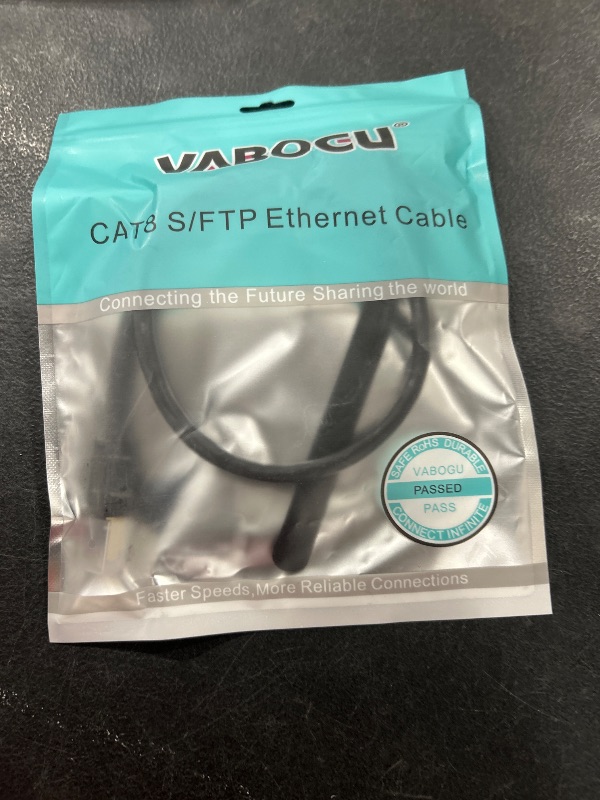 VABOGU®
CAT8 S/FTP Ethernet Cable
Connecting the Future Sharing the world
SAFE RoHS DURABLE
VABOGU
PASSED
PASS
CONNECT INFINITE
Faster Speeds,More Reliable Connections